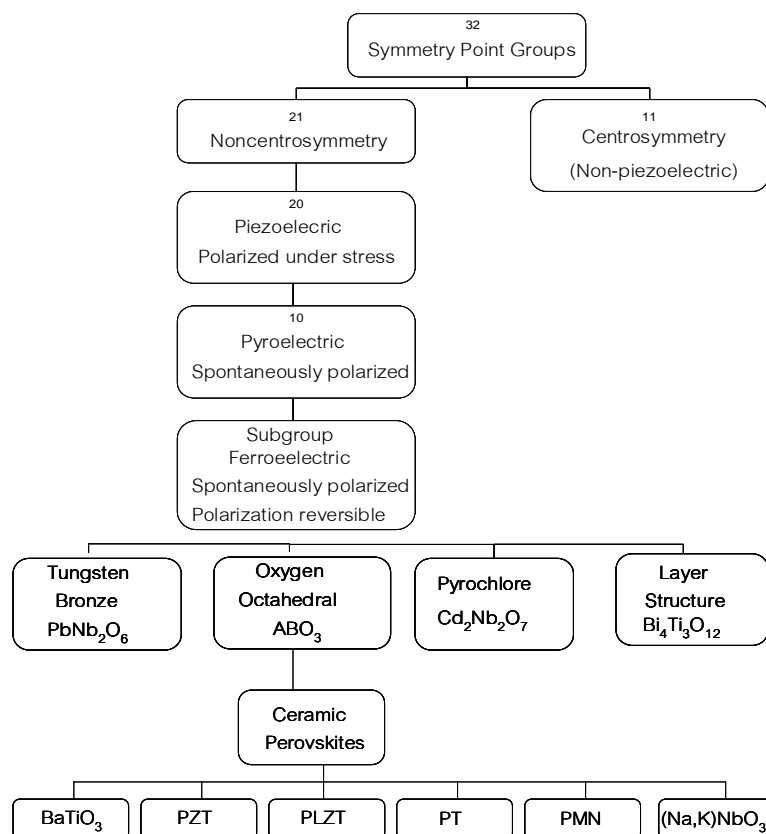 32
Symmetry Point Groups
21
Noncentrosymmetry
11
Centrosymmetry
(Non-piezoelectric)
20
Piezoelecric
Polarized under stress
10
Pyroelectric
Spontaneously polarized
Subgroup
Ferroeelectric
Spontaneously polarized
Polarization reversible
Tungsten
Bronze
PbNb₂O₆
Oxygen
Octahedral
ABO₃
Pyrochlore
Cd₂Nb₂O₇
Layer
Structure
Bi₄Ti₃O₁₂
Ceramic
Perovskites
BaTiO₃
PZT
PLZT
PT
PMN
(Na,K)NbO₃